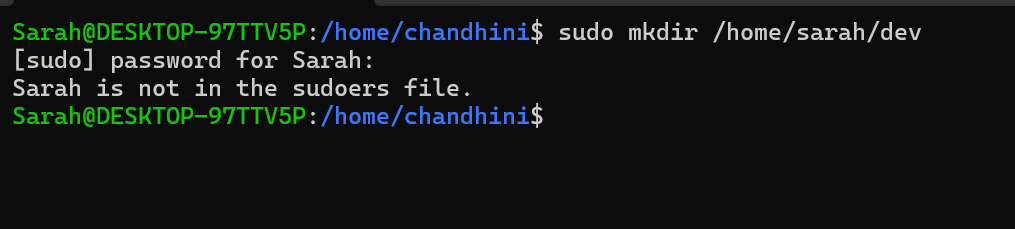 Sarah@DESKTOP-97TTV5P:/home/chandhini$ sudo mkdir /home/sarah/dev
[sudo] password for Sarah:
Sarah is not in the sudoers file.
Sarah@DESKTOP-97TTV5P:/home/chandhini$